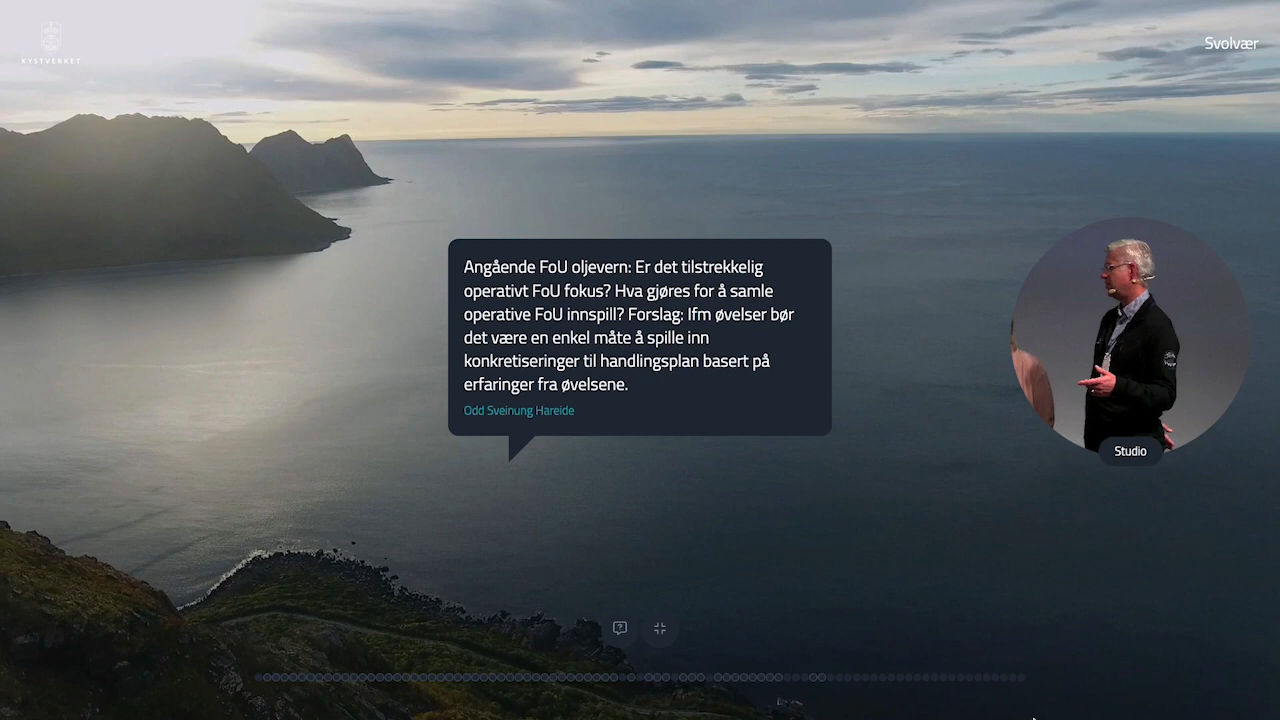 KYSTVERKET
Svolvær
Angående FoU oljevern: Er det tilstrekkelig
operativt FoU fokus? Hva gjøres for å samle
operative FoU innspill? Forslag: Ifm øvelser bør
det være en enkel måte å spille inn
konkretiseringer til handlingsplan basert på
erfaringer fra øvelsene.
Odd Sveinung Hareide
Studio
?